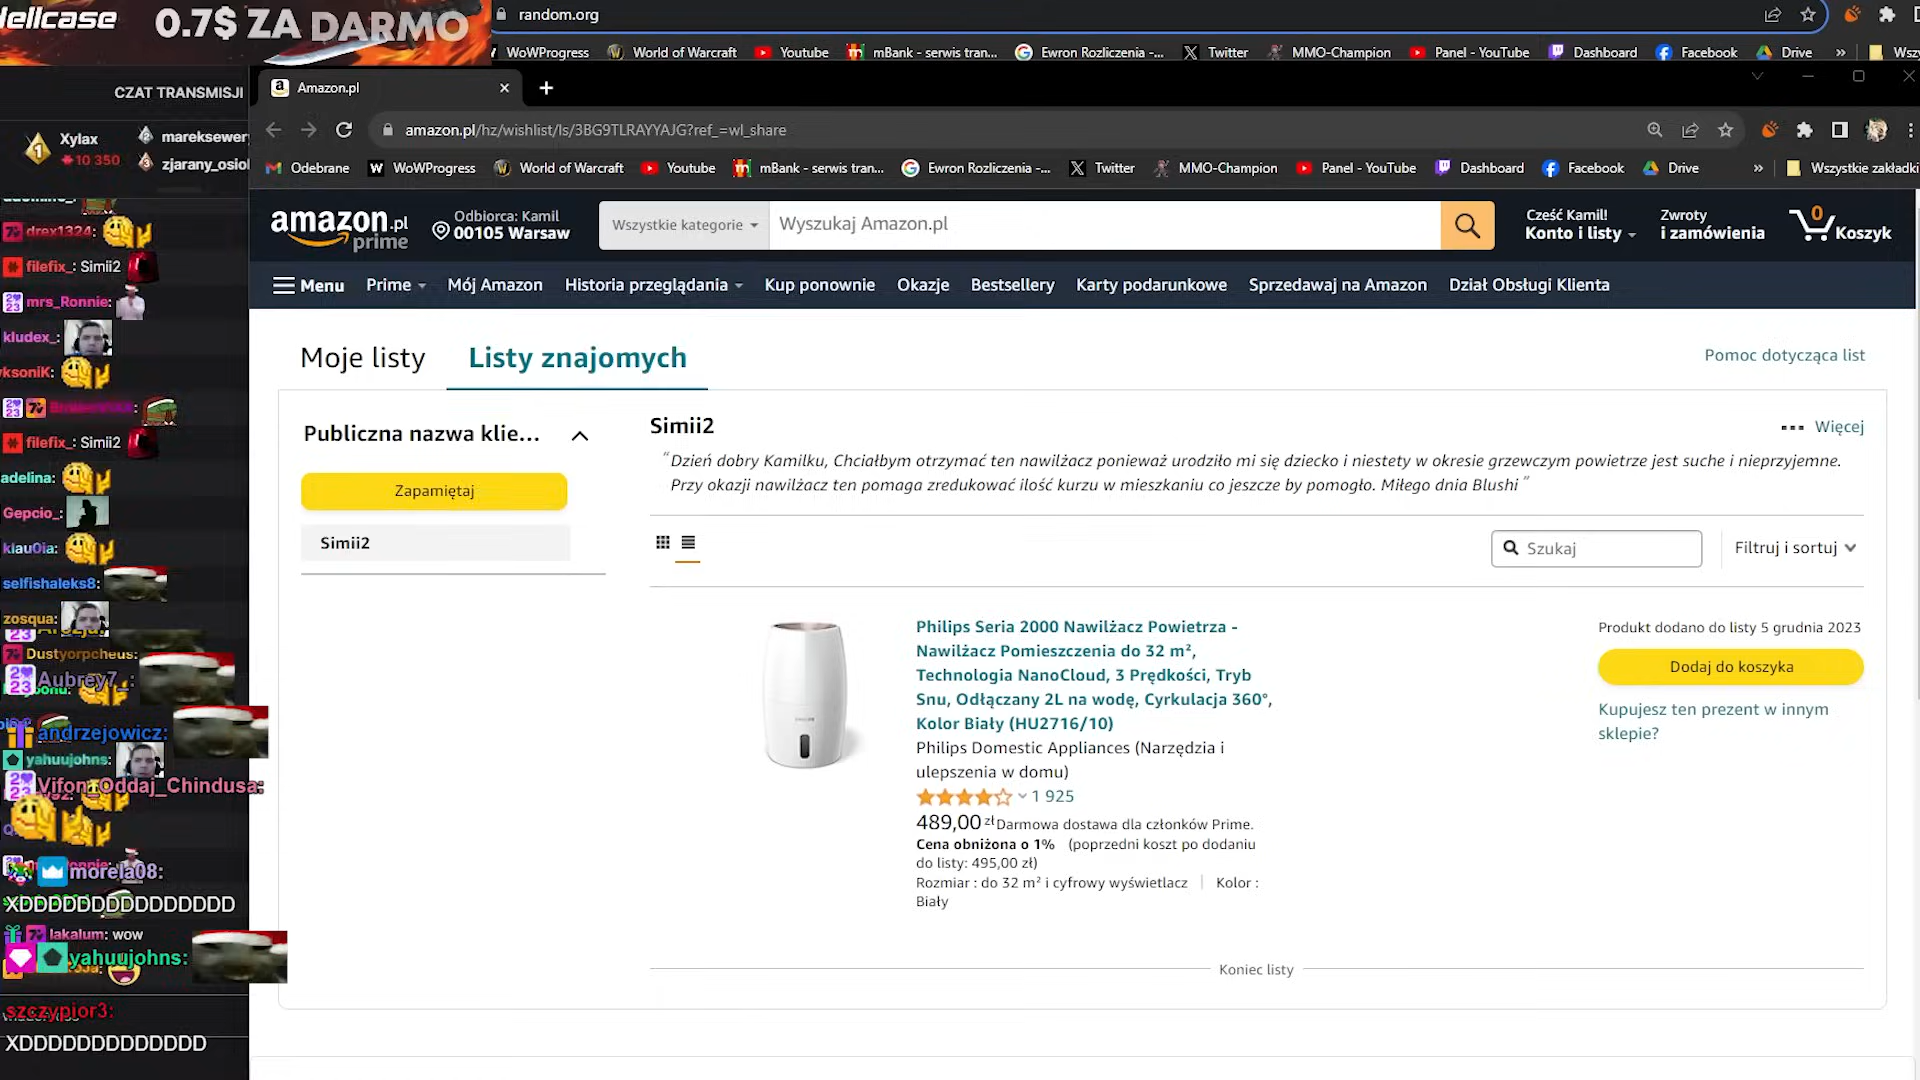 Hellcase
0.7$ ZA DARMO
random.org
WoWProgress
World of Warcraft
Youtube
mBank - serwis tran...
Ewron Rozliczenia -...
Twitter
MMO-Champion
Panel - YouTube
Dashboard
Facebook
Drive
»
CZAT TRANSMISJI
Xylax
10 350
zjarany_osiol
Amazon.pl
amazon.pl/hz/wishlist/ls/3BG9TLRAYYAJG?ref_=wl_share
Odebrane
WoWProgress
World of Warcraft
Youtube
mBank - serwis tran...
Ewron Rozliczenia -...
Twitter
MMO-Champion
Panel - YouTube
Dashboard
Facebook
Drive
»
Wszystkie zakładki
amazon.pl
prime
Odbiorca: Kamil
00105 Warsaw
Wszystkie kategorie
Wyszukaj Amazon.pl
Cześć Kamil!
Konto i listy
Zwroty
i zamówienia
0
Koszyk
Menu
Prime
Mój Amazon
Historia przeglądania
Kup ponownie
Okazje
Bestsellery
Karty podarunkowe
Sprzedawaj na Amazon
Dział Obsługi Klienta
Moje listy
Listy znajomych
Pomoc dotycząca list
Publiczna nazwa klie...
Zapamiętaj
Simii2
Simii2
Więcej
“Dzień dobry Kamilku, Chciałbym otrzymać ten nawilżacz ponieważ urodziło mi się dziecko i niestety w okresie grzewczym powietrze jest suche i nieprzyjemne.
Przy okazji nawilżacz ten pomaga zredukować ilość kurzu w mieszkaniu co jeszcze by pomogło. Miłego dnia Blushi”
Szukaj
Filtruj i sortuj
Philips Seria 2000 Nawilżacz Powietrza -
Nawilżacz Pomieszczenia do 32 m²,
Technologia NanoCloud, 3 Prędkości, Tryb
Snu, Odłączany 2L na wodę, Cyrkulacja 360°,
Kolor Biały (HU2716/10)
Philips Domestic Appliances (Narzędzia i
ulepszenia w domu)
1 925
489,00 zł Darmowa dostawa dla członków Prime.
Cena obniżona o 1% (poprzedni koszt po dodaniu
do listy: 495,00 zł)
Rozmiar : do 32 m² i cyfrowy wyświetlacz | Kolor :
Biały
Produkt dodano do listy 5 grudnia 2023
Dodaj do koszyka
Kupujesz ten prezent w innym
sklepie?
Koniec listy
drex1324:
filefix_: Simii2
mrs_Ronnie:
kludex_:
filefix_: Simii2
adelina:
Gepcio_:
klau0ia:
selfishaleks8:
zosqua:
Dustyorpcheus:
Aubrey7_:
andrzejowicz:
yahuujohns:
Vifon_Oddaj_Chindusa:
morela08:
XDDDDDDDDDDDDDDD
lakalum: wow
yahuujohns:
szczypior3:
XDDDDDDDDDDDDD